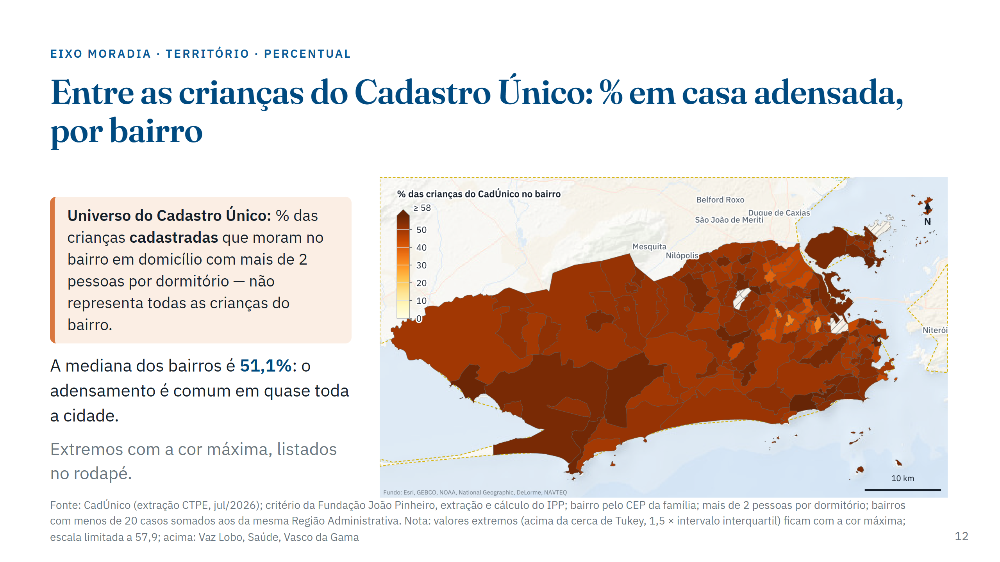 EIXO MORADIA · TERRITÓRIO · PERCENTUAL
Entre as crianças do Cadastro Único: % em casa adensada,
por bairro
Universo do Cadastro Único: % das
crianças cadastradas que moram no
bairro em domicílio com mais de 2
pessoas por dormitório — não
representa todas as crianças do
bairro.
A mediana dos bairros é 51,1%: o
adensamento é comum em quase toda
a cidade.
Extremos com a cor máxima, listados
no rodapé.
% das crianças do CadÚnico no bairro
≥ 58
50
40
30
20
10
0
Belford Roxo
Duque de Caxias
São João de Meriti
Mesquita
Nilópolis
Niterói
N
10 km
Fundo: Esri, GEBCO, NOAA, National Geographic, DeLorme, NAVTEQ
Fonte: CadÚnico (extração CTPE, jul/2026); critério da Fundação João Pinheiro, extração e cálculo do IPP; bairro pelo CEP da família; mais de 2 pessoas por dormitório; bairros
com menos de 20 casos somados aos da mesma Região Administrativa. Nota: valores extremos (acima da cerca de Tukey, 1,5 × intervalo interquartil) ficam com a cor máxima;
escala limitada a 57,9; acima: Vaz Lobo, Saúde, Vasco da Gama
12